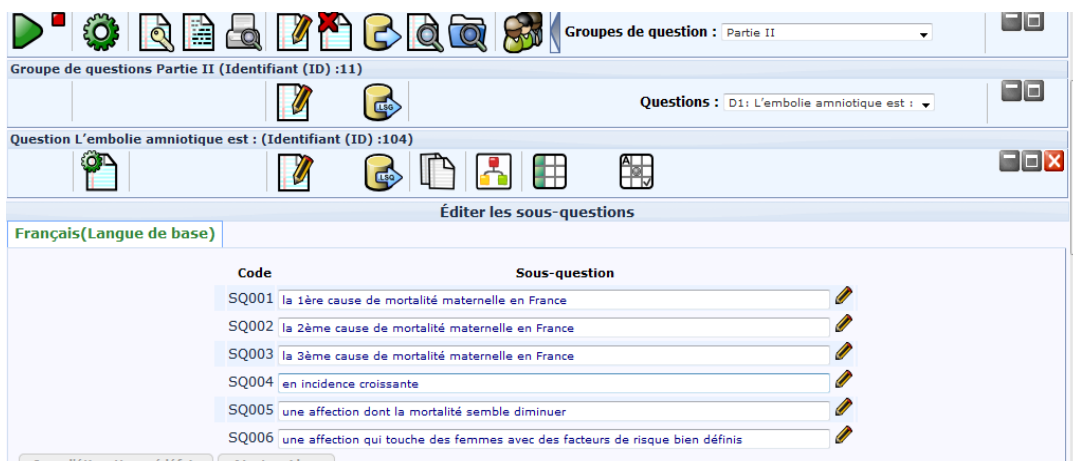 Groupes de question : Partie II
Groupe de questions Partie II (Identifiant (ID) :11)
LSG
Questions : D1: L'embolie amniotique est :
Question L'embolie amniotique est : (Identifiant (ID) :104)
Éditer les sous-questions
Français(Langue de base)
Code Sous-question
SQ001 la 1ère cause de mortalité maternelle en France
SQ002 la 2ème cause de mortalité maternelle en France
SQ003 la 3ème cause de mortalité maternelle en France
SQ004 en incidence croissante
SQ005 une affection dont la mortalité semble diminuer
SQ006 une affection qui touche des femmes avec des facteurs de risque bien définis